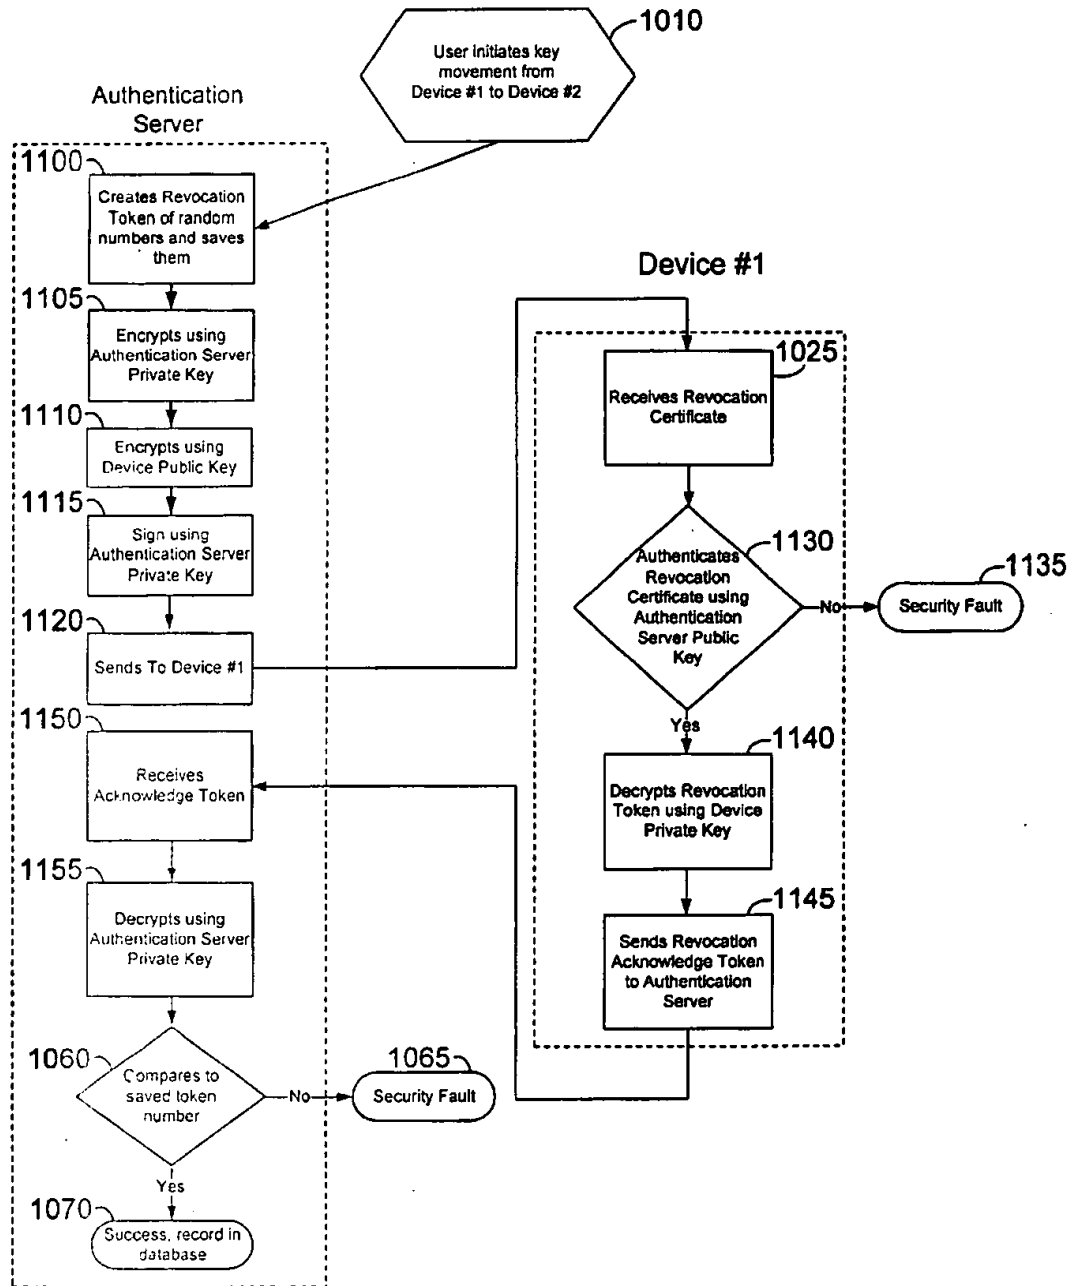 1010
User initiates key
movement from
Device #1 to Device #2
Authentication
Server
1100
Creates Revocation
Token of random
numbers and saves
them
1105
Encrypts using
Authentication Server
Private Key
1110
Encrypts using
Device Public Key
1115
Sign using
Authentication Server
Private Key
1120
Sends To Device #1
Device #1
1025
Receives Revocation
Certificate
1130
Authenticates
Revocation
Certificate using
Authentication
Server Public
Key
No
1135
Security Fault
Yes
1140
Decrypts Revocation
Token using Device
Private Key
1145
Sends Revocation
Acknowledge Token
to Authentication
Server
1150
Receives
Acknowledge Token
1155
Decrypts using
Authentication Server
Private Key
1060
Compares to
saved token
number
No
1065
Security Fault
Yes
1070
Success, record in
database